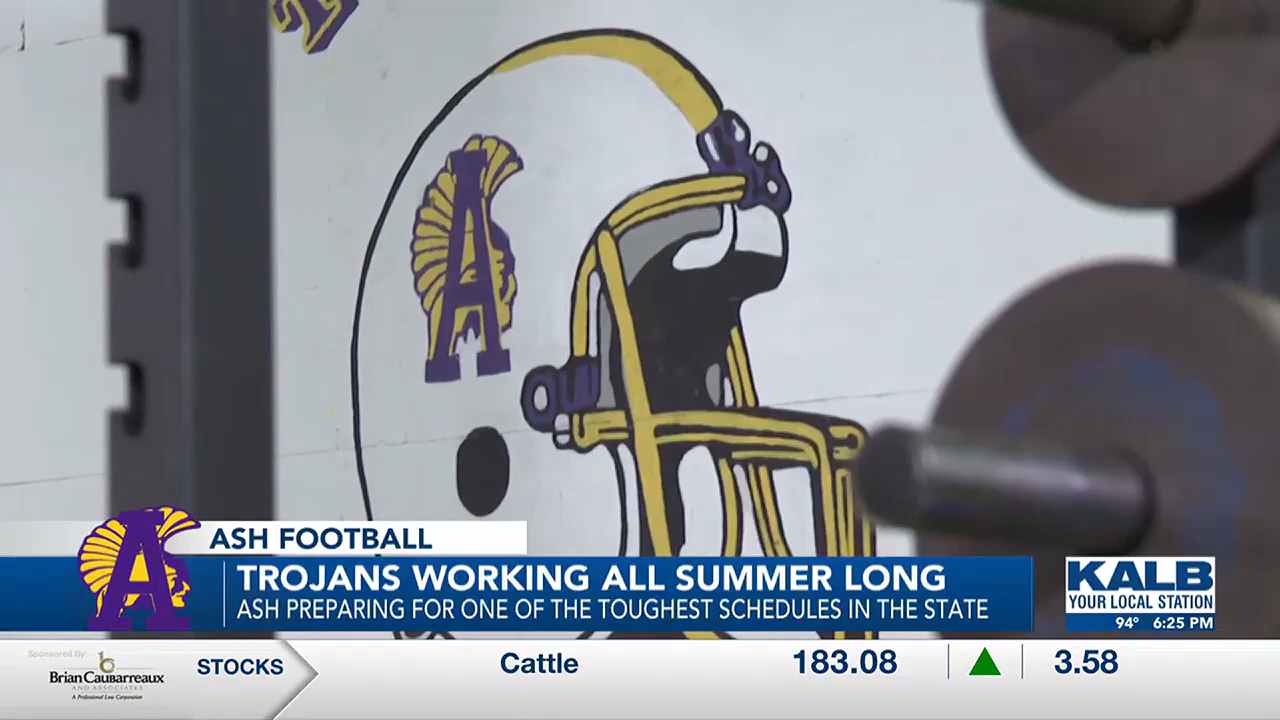 A
A
ASH FOOTBALL
TROJANS WORKING ALL SUMMER LONG
ASH PREPARING FOR ONE OF THE TOUGHEST SCHEDULES IN THE STATE
KALB
YOUR LOCAL STATION
94° 6:25 PM
Sponsored By:
Brian Caubarreaux
AND ASSOCIATES
A Professional Law Corporation
STOCKS
Cattle 183.08 3.58